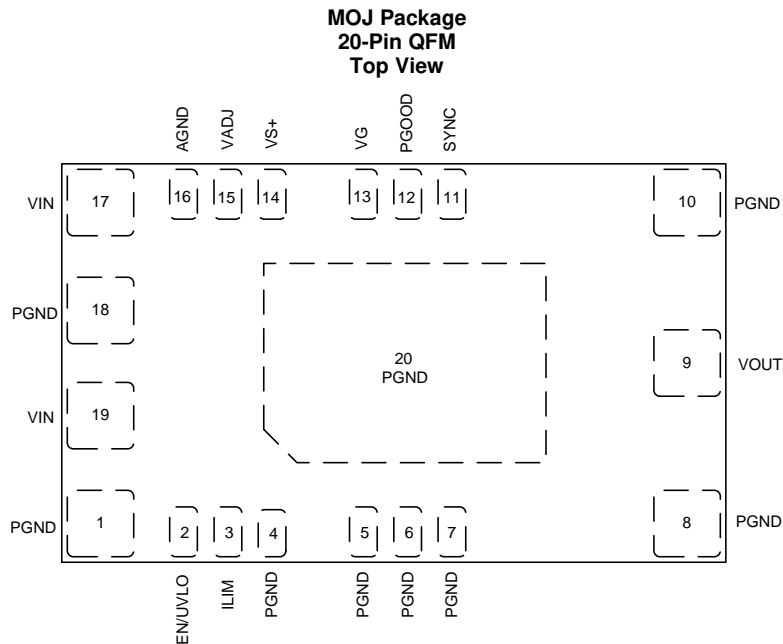 MOJ Package
20-Pin QFM
Top View
AGND
VADJ
VS+
VG
PGOOD
SYNC
VIN
17
16
15
14
13
12
11
10
PGND
PGND
18
20
PGND
9
VOUT
VIN
19
PGND
1
2
3
4
5
6
7
8
PGND
EN/UVLO
ILIM
PGND
PGND
PGND
PGND